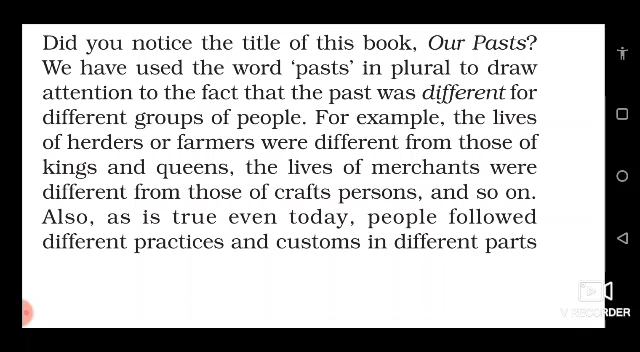 Did you notice the title of this book, Our Pasts?
We have used the word ‘pasts’ in plural to draw
attention to the fact that the past was different for
different groups of people. For example, the lives
of herders or farmers were different from those of
kings and queens, the lives of merchants were
different from those of crafts persons, and so on.
Also, as is true even today, people followed
different practices and customs in different parts
V RECORDER